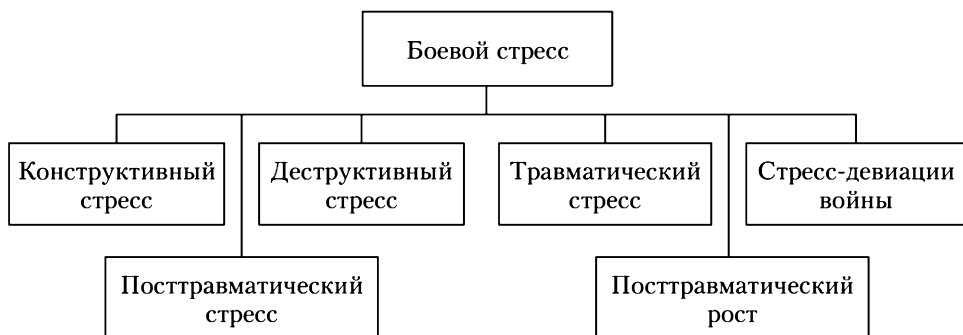 Боевой стресс
Конструктивный
стресс
Деструктивный
стресс
Травматический
стресс
Стресс-девиации
войны
Посттравматический
стресс
Посттравматический
рост